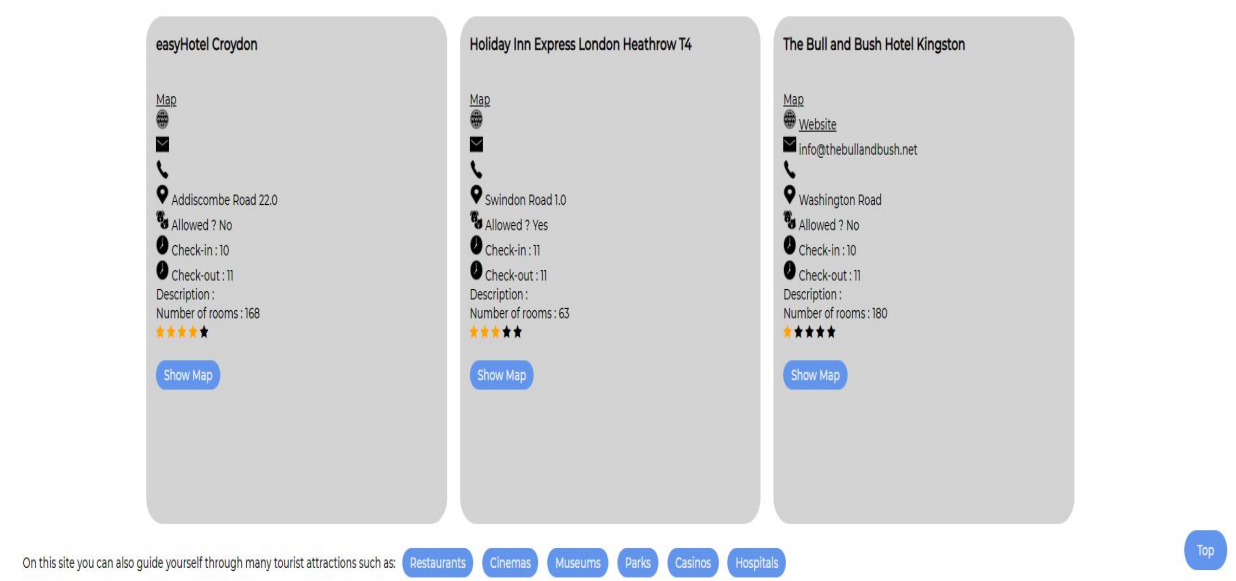 easyHotel Croydon
Map
Addiscombe Road 22.0
Allowed ? No
Check-in : 10
Check-out : 11
Description :
Number of rooms : 168
Show Map
Holiday Inn Express London Heathrow T4
Map
Swindon Road 1.0
Allowed ? Yes
Check-in : 11
Check-out : 11
Description :
Number of rooms : 63
Show Map
The Bull and Bush Hotel Kingston
Map
Website
info@thebullandbush.net
Washington Road
Allowed ? No
Check-in : 10
Check-out : 11
Description :
Number of rooms : 180
Show Map
Top
On this site you can also guide yourself through many tourist attractions such as: Restaurants Cinemas Museums Parks Casinos Hospitals